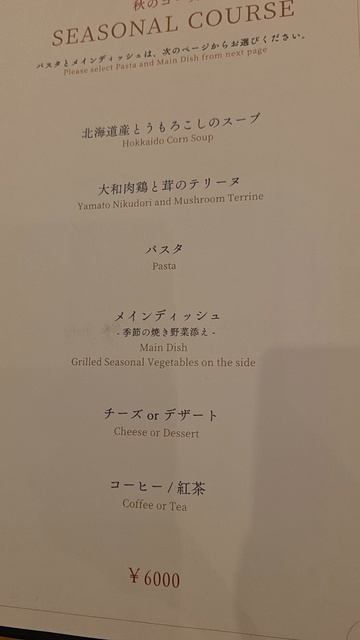 秋のコース
SEASONAL COURSE
パスタとメインディッシュは、次のページからお選びください。
Please select Pasta and Main Dish from next page
北海道産とうもろこしのスープ
Hokkaido Corn Soup
大和肉鶏と茸のテリーヌ
Yamato Nikudori and Mushroom Terrine
パスタ
Pasta
メインディッシュ
- 季節の焼き野菜添え -
Main Dish
Grilled Seasonal Vegetables on the side
チーズ or デザート
Cheese or Dessert
コーヒー / 紅茶
Coffee or Tea
￥6000